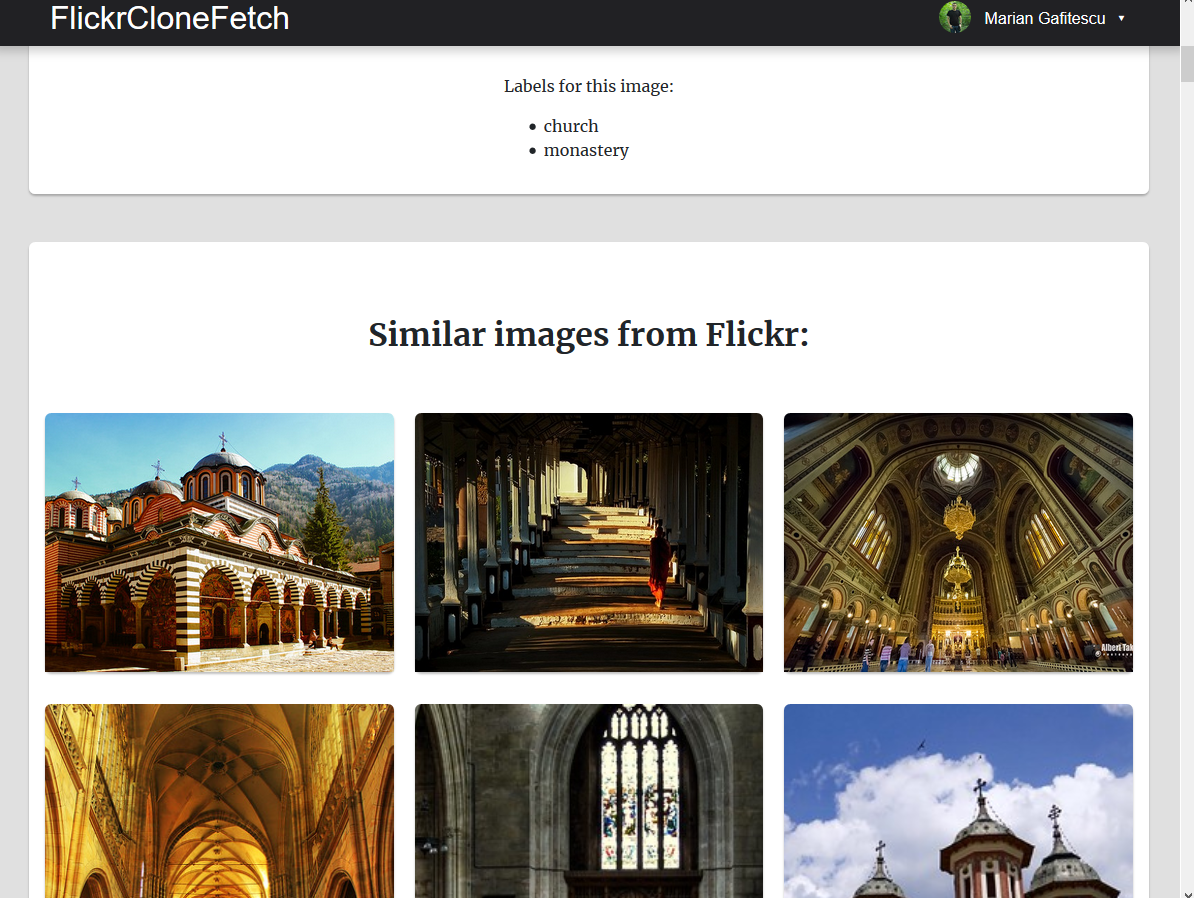 FlickrCloneFetch
Marian Gafitescu
Labels for this image:
church
monastery
Similar images from Flickr:
Albert Tak